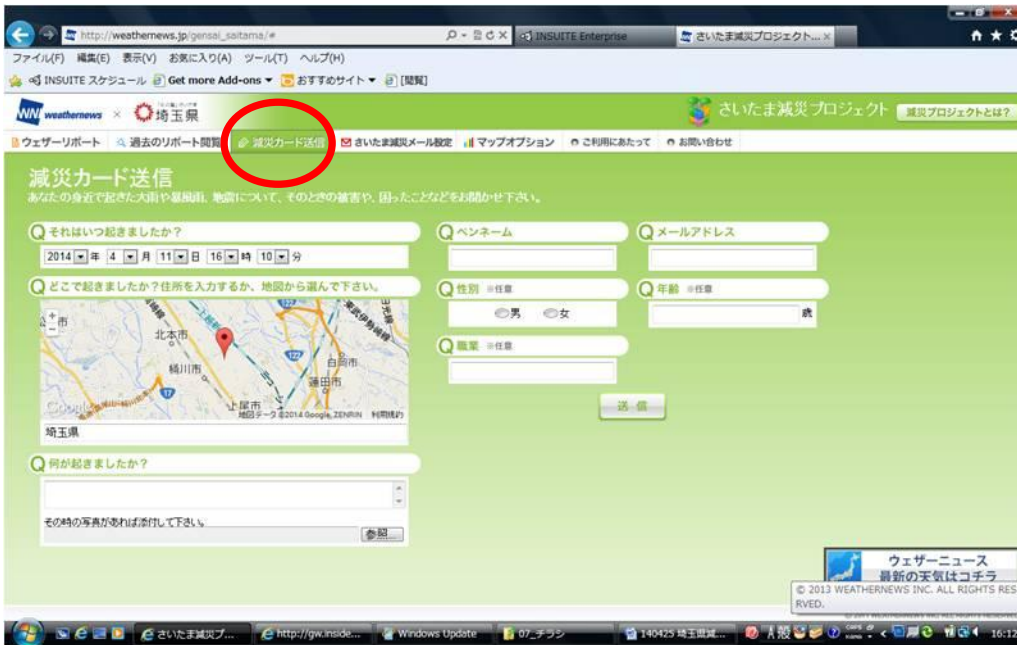 http://weathernews.jp/gensai_saitama/#
INSUITE Enterprise
さいたま減災プロジェクト...
ファイル(F) 編集(E) 表示(V) お気に入り(A) ツール(T) ヘルプ(H)
INSUITE スケジュール Get more Add-ons おすすめサイト [閲覧]
WNI weathernews × 埼玉県
さいたま減災プロジェクト 減災プロジェクトとは?
ウェザーリポート 過去のリポート閲覧 減災カード送信 さいたま減災メール設定 マップオプション ご利用にあたって お問い合わせ
減災カード送信
あなたの身近で起きた大雨や暴風雨、地震について、そのときの被害や、困ったことなどをお聞かせ下さい。
Q それはいつ起きましたか?
2014 年 4 月 11 日 16 時 10 分
Q どこで起きましたか?住所を入力するか、地図から選んで下さい。
北本市
桶川市
白岡市
蓮田市
上尾市
122
122
17
Google
地図データ ©2014 Google, ZENRIN 利用規約
埼玉県
Q 何が起きましたか?
その時の写真があれば添付して下さい。
参照...
Q ペンネーム
Q メールアドレス
Q 性別 ※任意
男 女
Q 年齢 ※任意
歳
Q 職業 ※任意
送 信
ウェザーニュース
最新の天気はコチラ
© 2013 WEATHERNEWS INC. ALL RIGHTS RES
RVED.
さいたま減災プ... http://gw.inside... Windows Update 07_チラシ 140425 埼玉県減... A 般 CAPS KANA 16:12